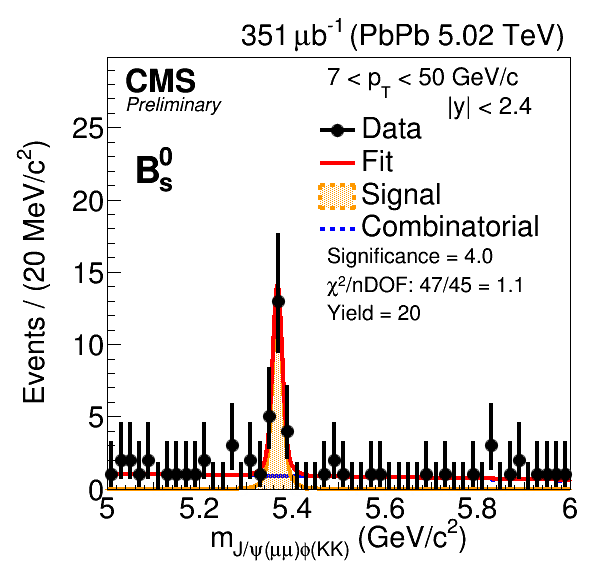 351 μb⁻¹ (PbPb 5.02 TeV)
CMS
Preliminary
7 < p_T < 50 GeV/c
|y| < 2.4
B_s^0
Data
Fit
Signal
Combinatorial
Significance = 4.0
χ²/nDOF: 47/45 = 1.1
Yield = 20
Events / (20 MeV/c²)
25
20
15
10
5
0
5 5.2 5.4 5.6 5.8 6
m_{J/ψ(μμ)ϕ(KK)} (GeV/c²)